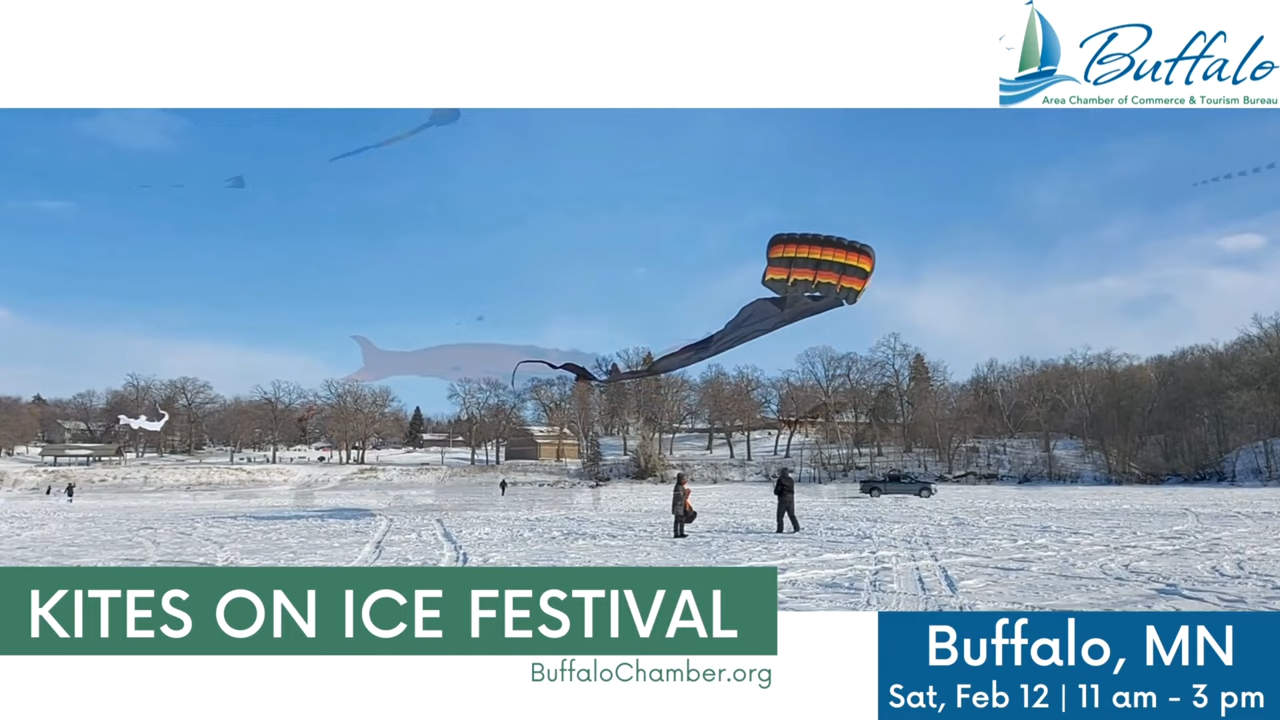 Buffalo
Area Chamber of Commerce & Tourism Bureau
KITES ON ICE FESTIVAL
BuffaloChamber.org
Buffalo, MN
Sat, Feb 12 | 11 am - 3 pm